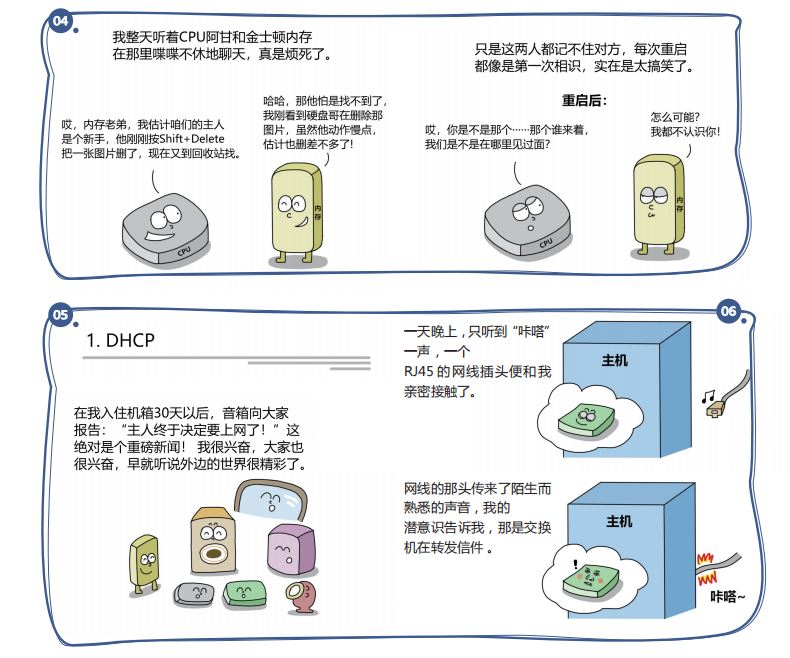 04
我整天听着CPU阿甘和金士顿内存
在那里喋喋不休地聊天，真是烦死了。
哎，内存老弟，我估计咱们的主人
是个新手，他刚刚按Shift+Delete
把一张图片删了，现在又到回收站找。
哈哈，那他怕是找不到了，
我刚看到硬盘哥在删除那
图片，虽然他动作慢点，
估计也删差不多了！
CPU
内存
只是这两人都记不住对方，每次重启
都像是第一次相识，实在是太搞笑了。
重启后：
哎，你是不是那个……那个谁来着，
我们是不是在哪里见过面？
怎么可能？
我都不认识你！
CPU
内存
05
1. DHCP
在我入住机箱30天以后，音箱向大家
报告：“主人终于决定要上网了！”这
绝对是个重磅新闻！ 我很兴奋，大家也
很兴奋，早就听说外边的世界很精彩了。
06
一天晚上，只听到“咔嗒”
一声，一个
RJ45 的网线插头便和我
亲密接触了。
主机
网线的那头传来了陌生而
熟悉的声音，我的
潜意识告诉我，那是交换
机在转发信件 。
主机
!
咔嗒~